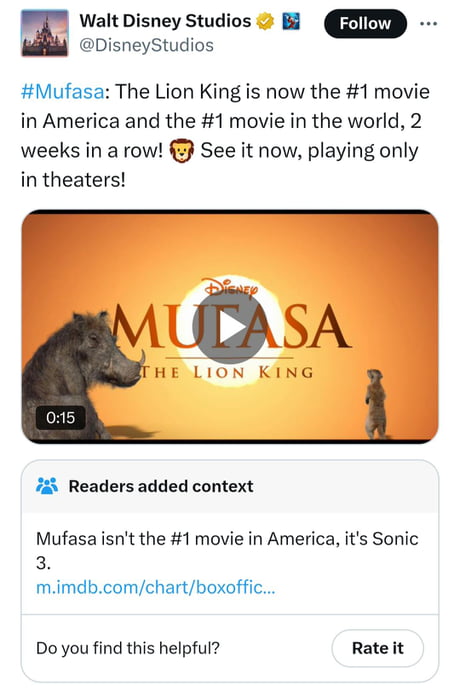 Walt Disney Studios
@DisneyStudios
Follow
#Mufasa: The Lion King is now the #1 movie
in America and the #1 movie in the world, 2
weeks in a row! 🦁 See it now, playing only
in theaters!
Disney
MUFASA
THE LION KING
0:15
Readers added context
Mufasa isn't the #1 movie in America, it's Sonic
3.
m.imdb.com/chart/boxoffic...
Do you find this helpful?
Rate it